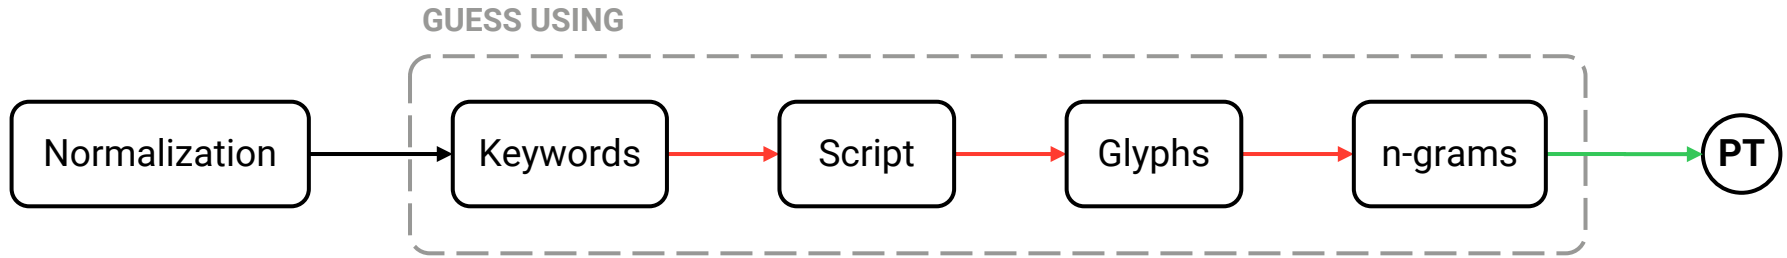 GUESS USING
Normalization
Keywords
Script
Glyphs
n-grams
PT